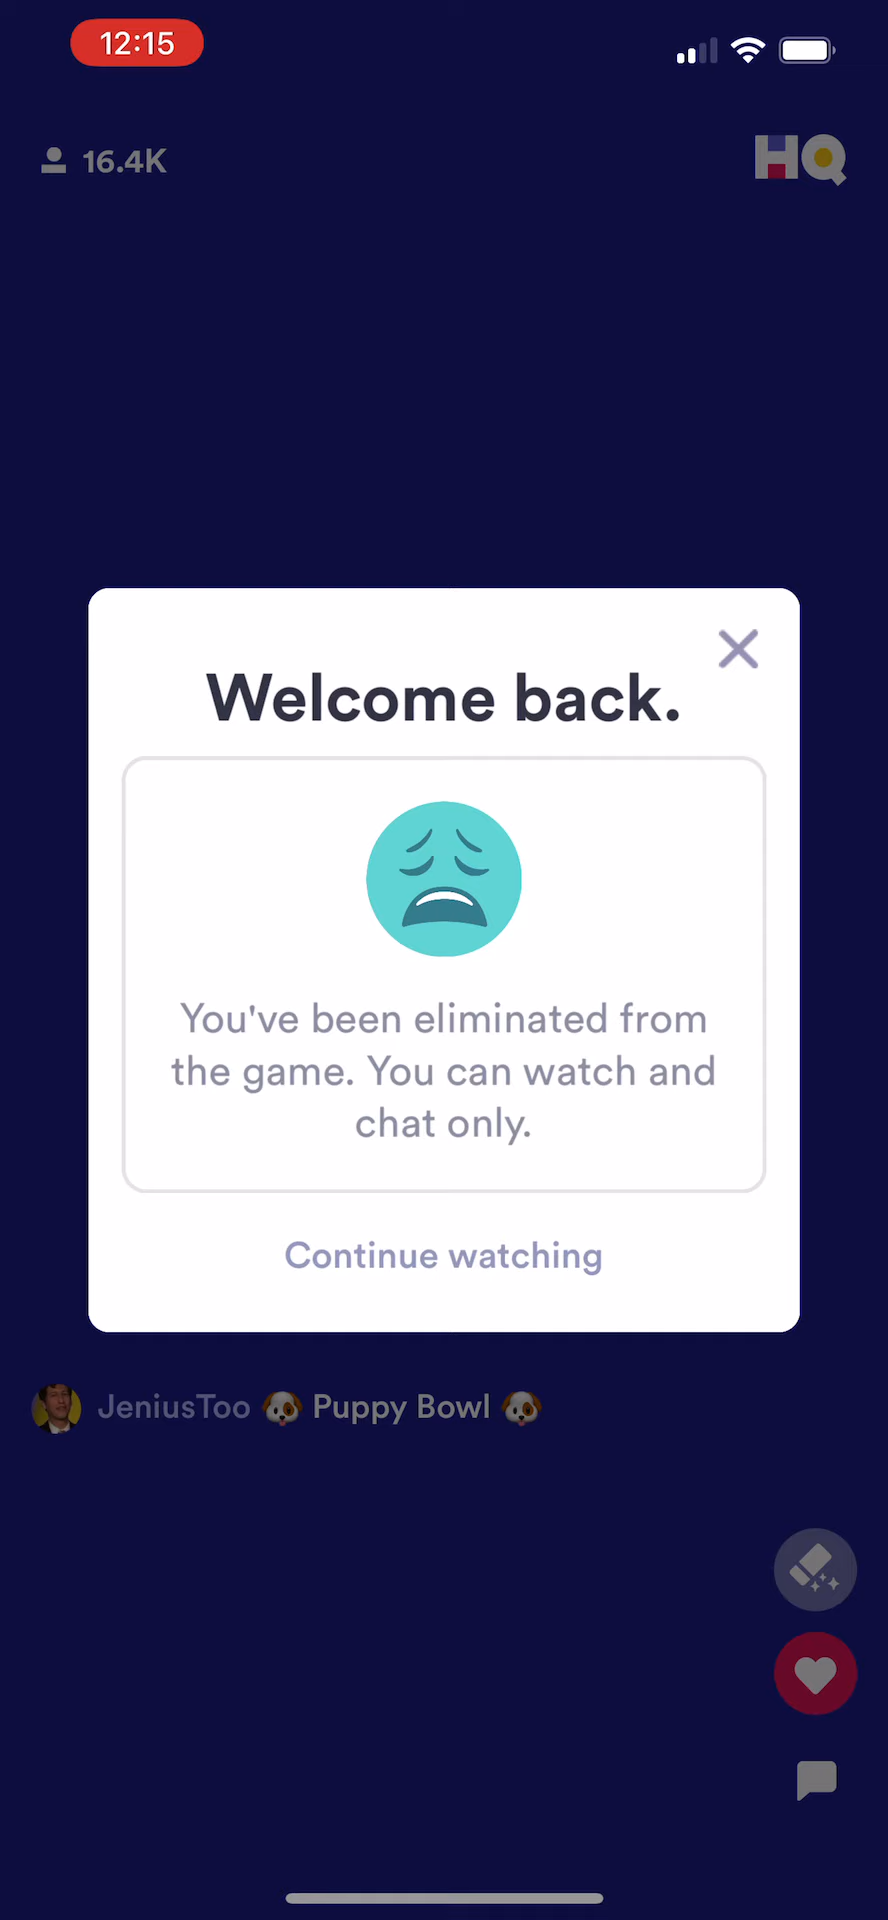 12:15
16.4K
HQ
Welcome back.
You've been eliminated from
the game. You can watch and
chat only.
Continue watching
JeniusToo 🐶 Puppy Bowl 🐶